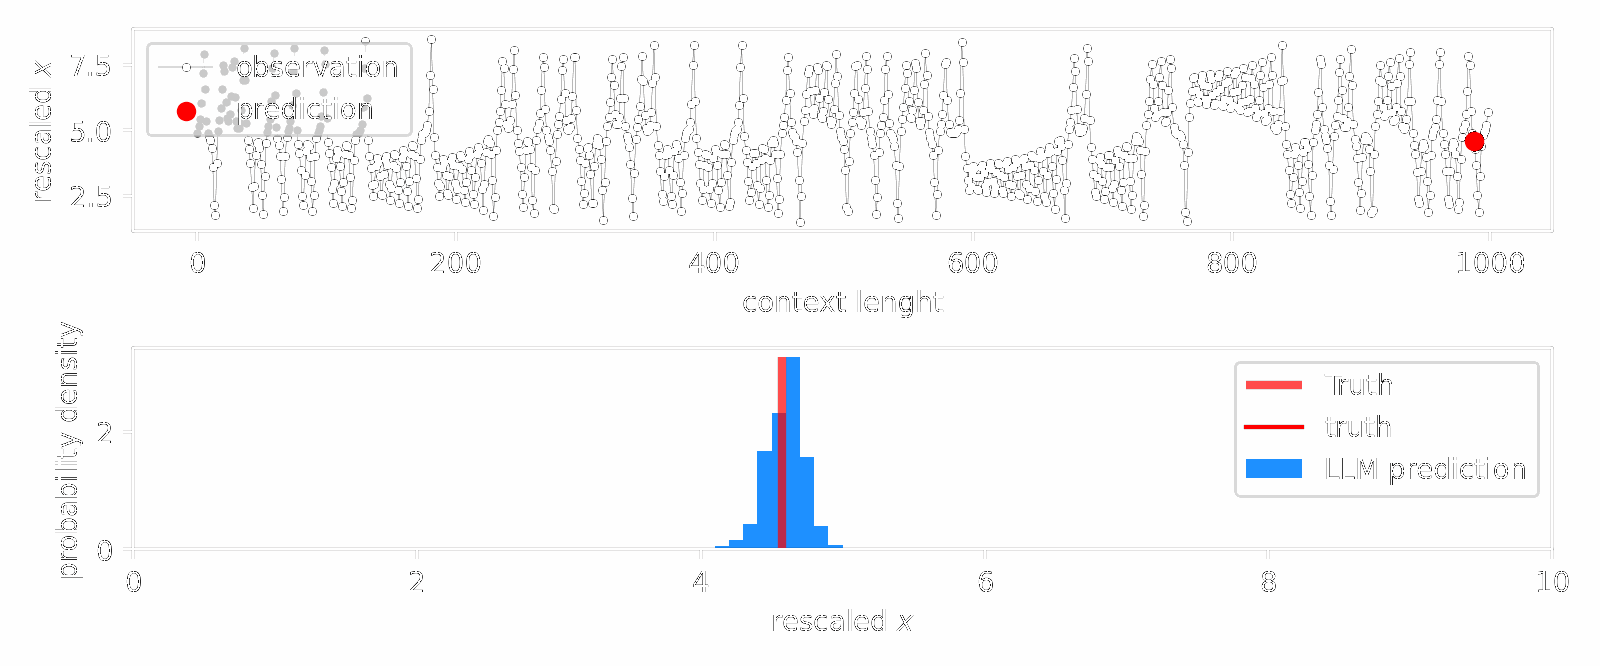 rescaled x
7.5
5.0
2.5
observation
prediction
0
200
400
600
800
1000
context lenght
probability density
2
0
Truth
truth
LLM prediction
0
2
4
6
8
10
rescaled x